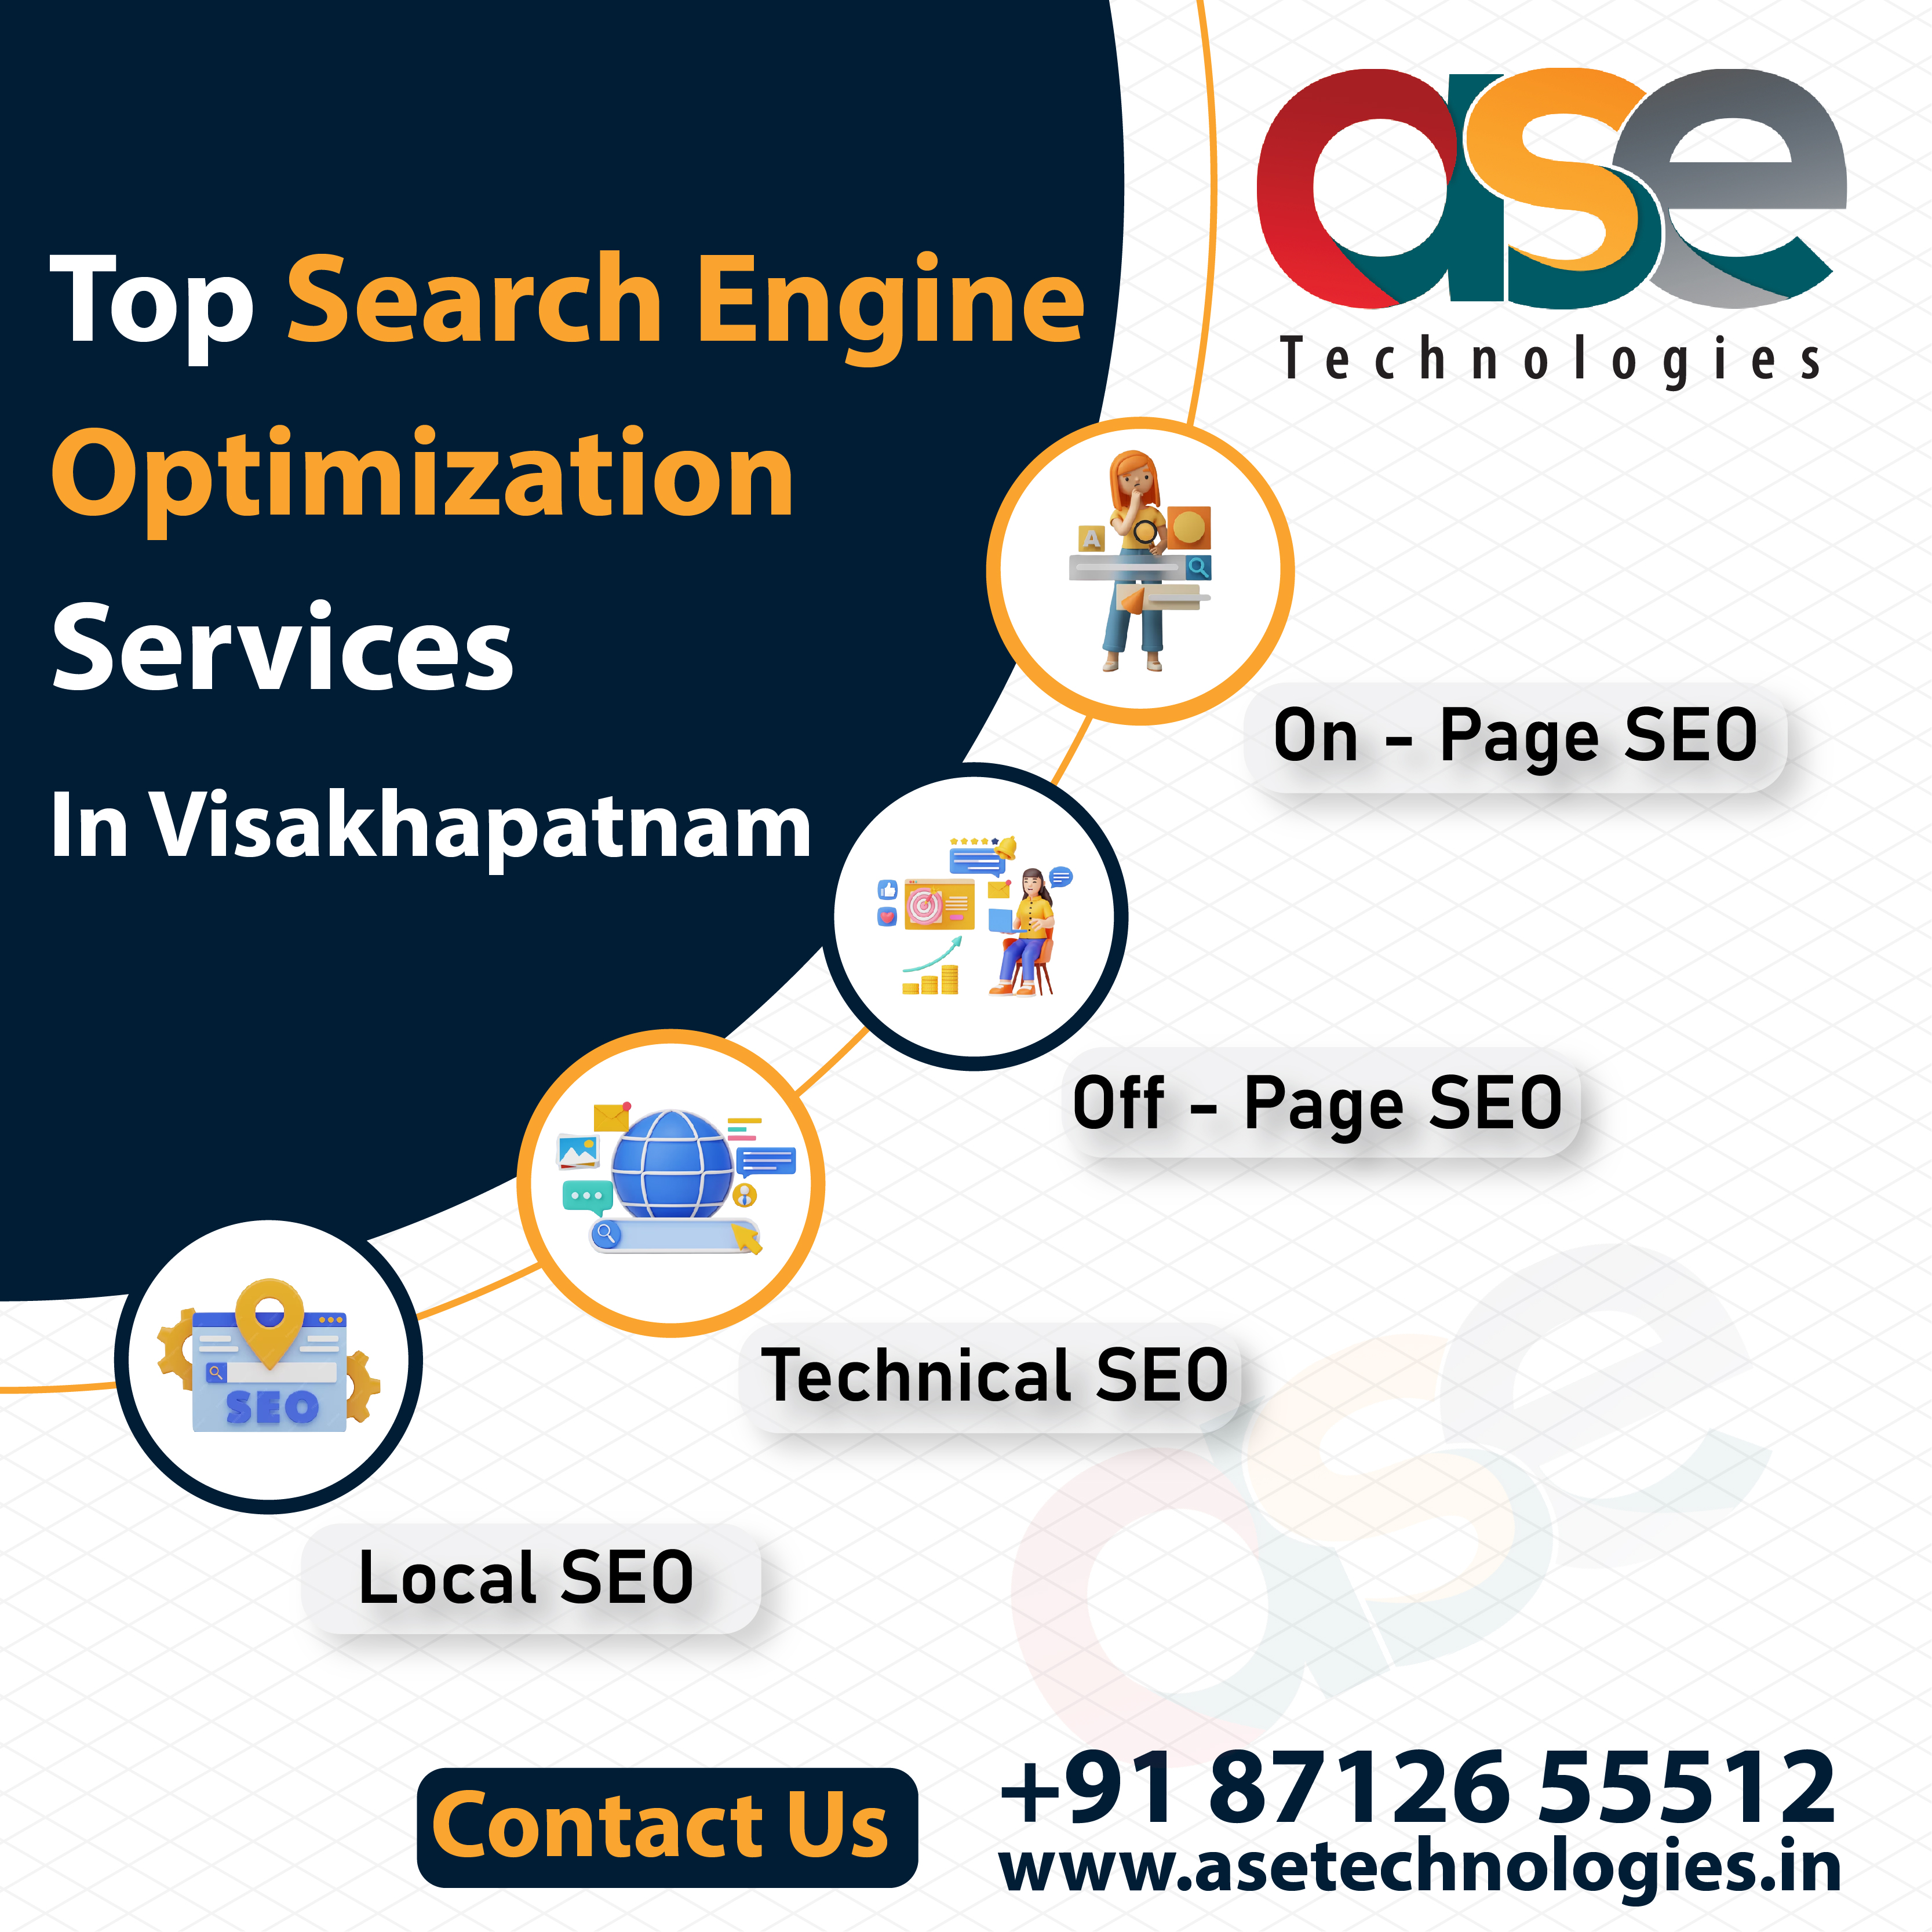 ase
Technologies
Top Search Engine
Optimization
Services
In Visakhapatnam
A
On - Page SEO
Off - Page SEO
Technical SEO
SEO
Local SEO
ase
Contact Us
+91 87126 55512
www.asetechnologies.in